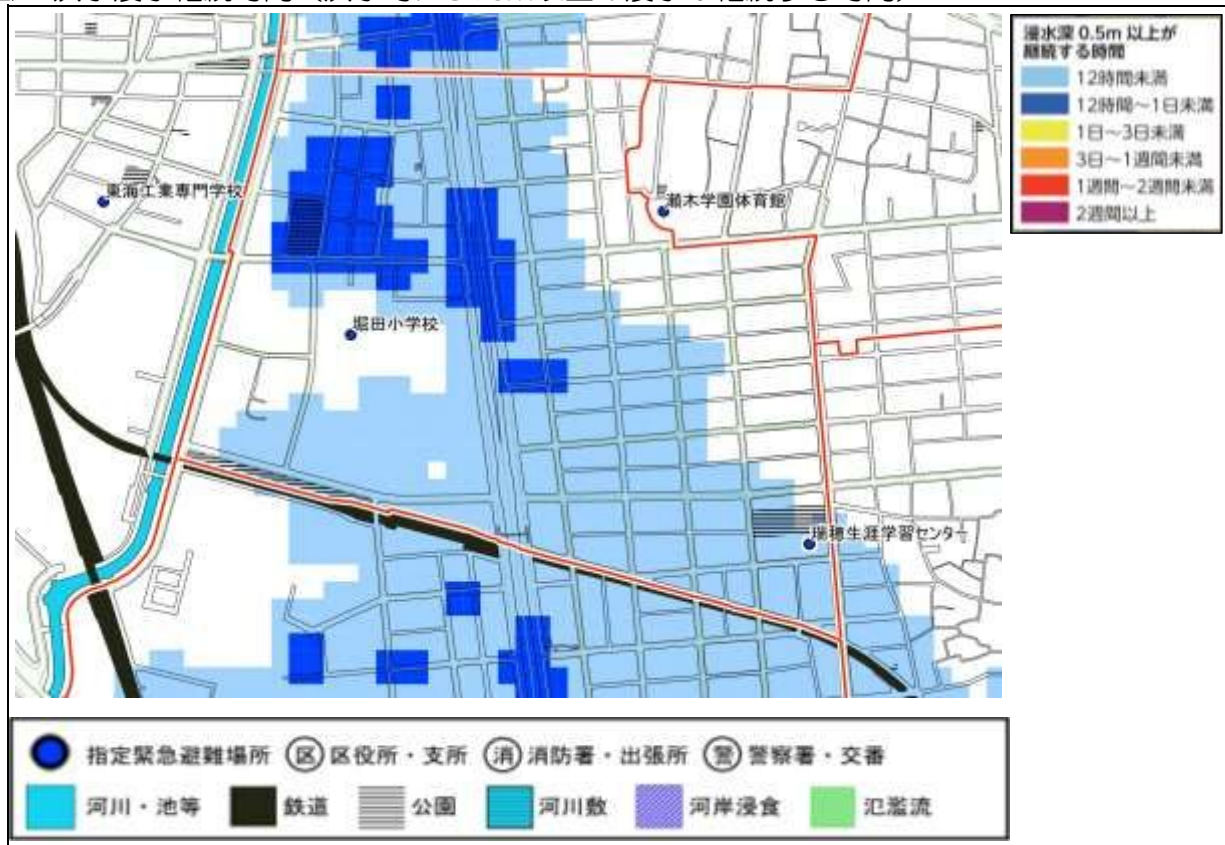 浸水深 0.5m 以上が
継続する時間
12時間未満
12時間～1日未満
1日～3日未満
3日～1週間未満
1週間～2週間未満
2週間以上
東海工業専門学校
瀬木学園体育館
堀田小学校
瑞穂生涯学習センター
指定緊急避難場所 区 区役所・支所 消 消防署・出張所 警 警察署・交番
河川・池等 鉄道 公園 河川敷 河岸浸食 氾濫流